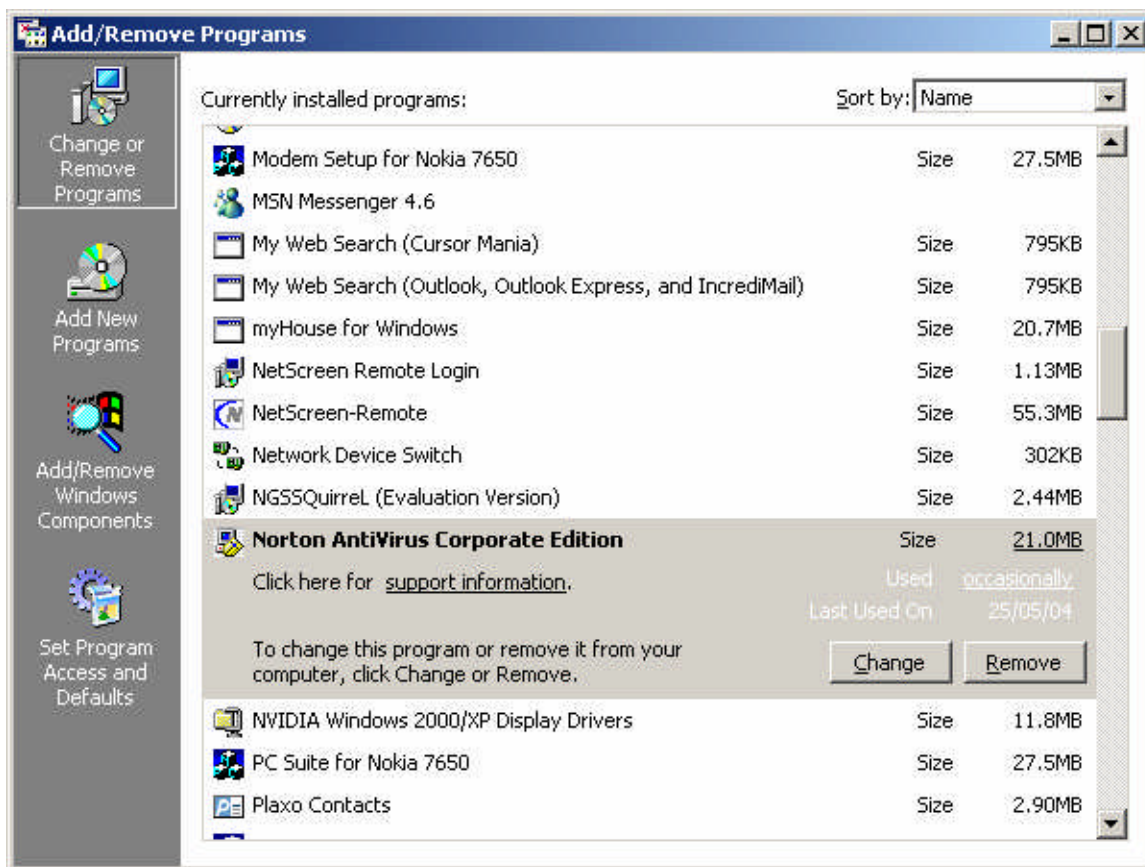 Add/Remove Programs
Change or
Remove
Programs
Add New
Programs
Add/Remove
Windows
Components
Set Program
Access and
Defaults
Currently installed programs:
Sort by: Name
Modem Setup for Nokia 7650 Size 27.5MB
MSN Messenger 4.6
My Web Search (Cursor Mania) Size 795KB
My Web Search (Outlook, Outlook Express, and IncrediMail) Size 795KB
myHouse for Windows Size 20.7MB
NetScreen Remote Login Size 1.13MB
NetScreen-Remote Size 55.3MB
Network Device Switch Size 302KB
NGSSQuirreL (Evaluation Version) Size 2.44MB
Norton AntiVirus Corporate Edition Size 21.0MB
Click here for support information. Used occasionally
Last Used On 25/05/04
To change this program or remove it from your
computer, click Change or Remove.
Change Remove
NVIDIA Windows 2000/XP Display Drivers Size 11.8MB
PC Suite for Nokia 7650 Size 27.5MB
Plaxo Contacts Size 2.90MB